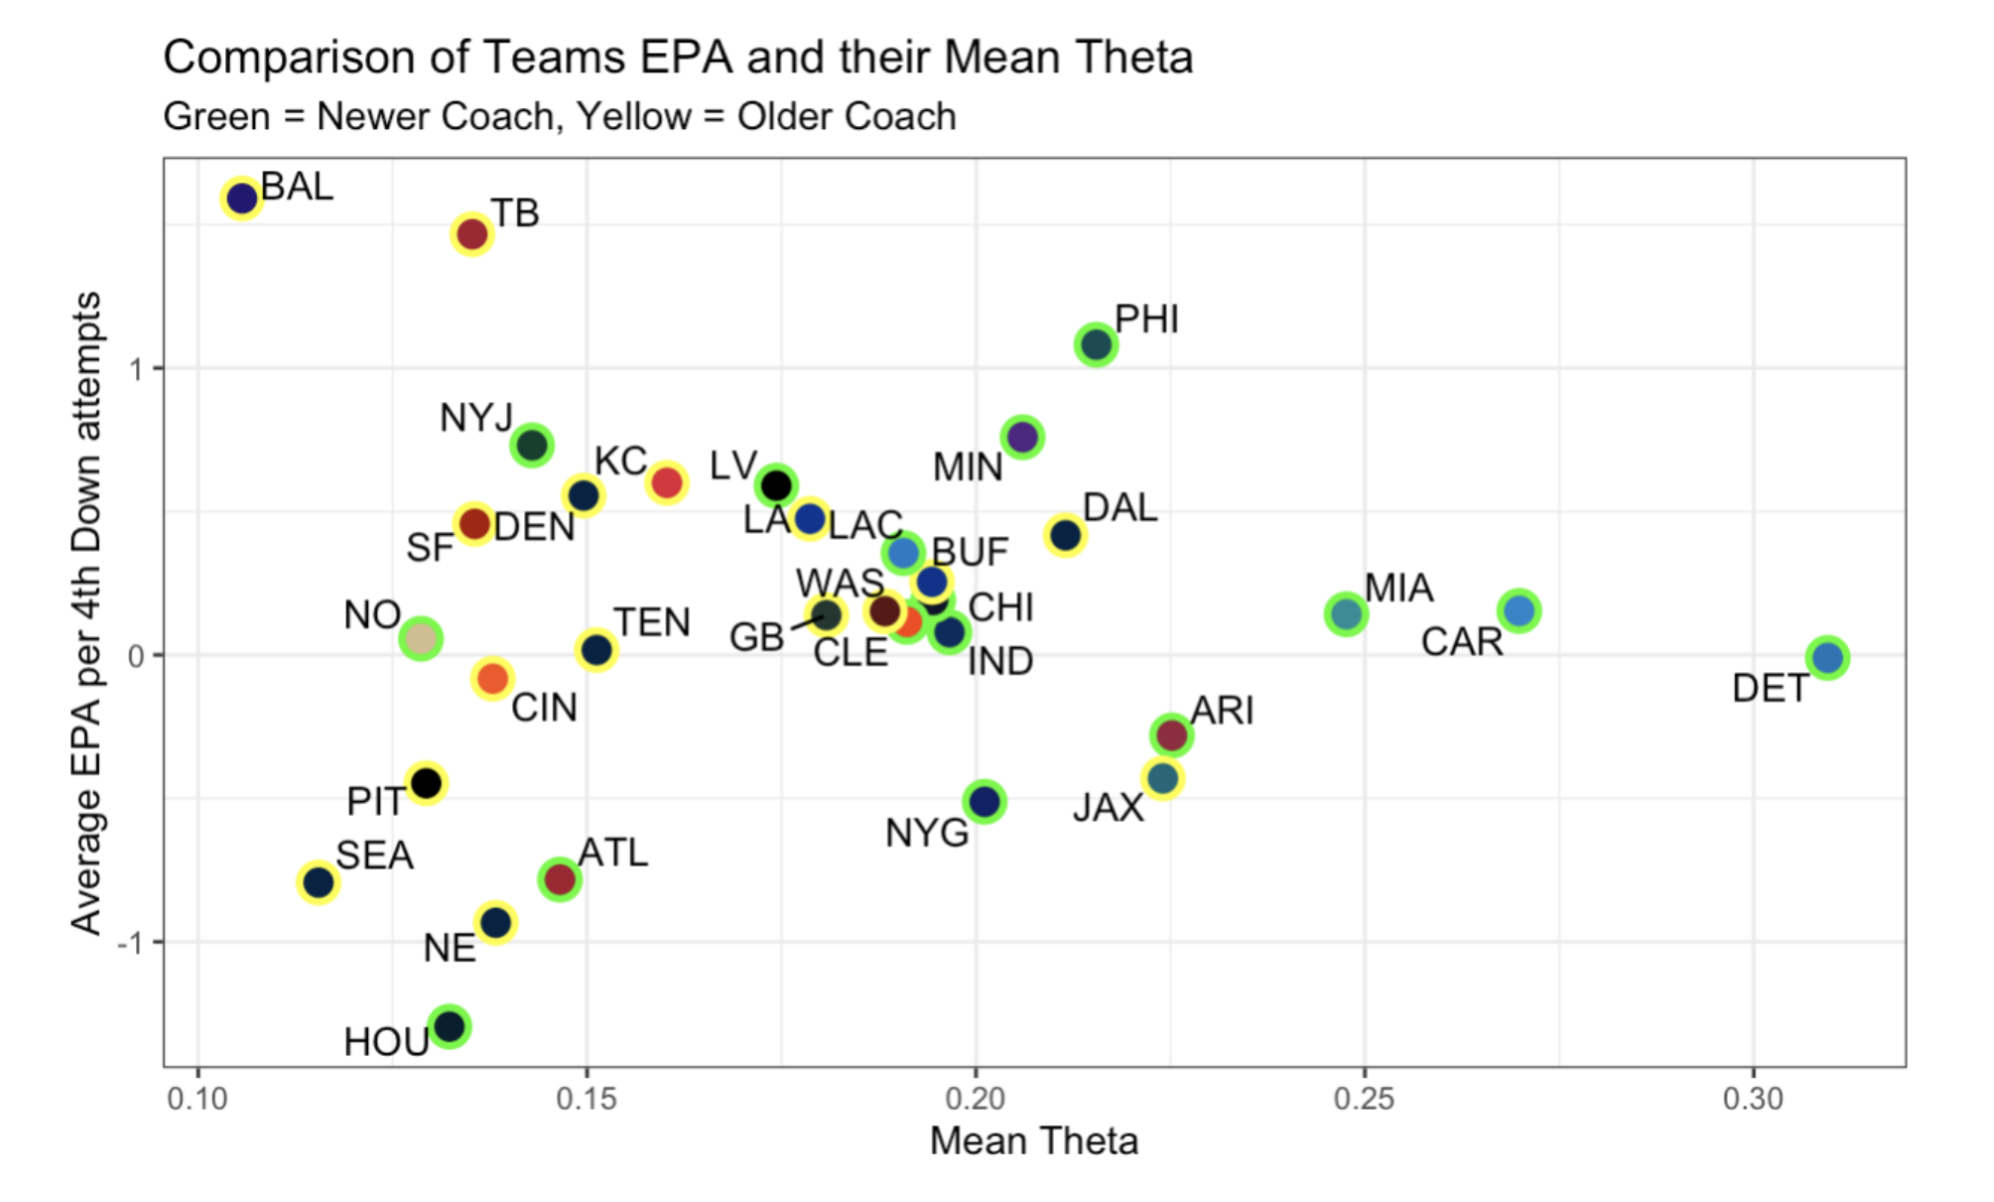 Comparison of Teams EPA and their Mean Theta
Green = Newer Coach, Yellow = Older Coach
Average EPA per 4th Down attempts
1
0
-1
BAL
TB
PHI
NYJ
KC
LV
MIN
DAL
SF
DEN
LA
LAC
BUF
WAS
MIA
NO
TEN
GB
CLE
CHI
IND
CAR
DET
CIN
ARI
PIT
JAX
NYG
SEA
ATL
NE
HOU
0.10
0.15
0.20
0.25
0.30
Mean Theta